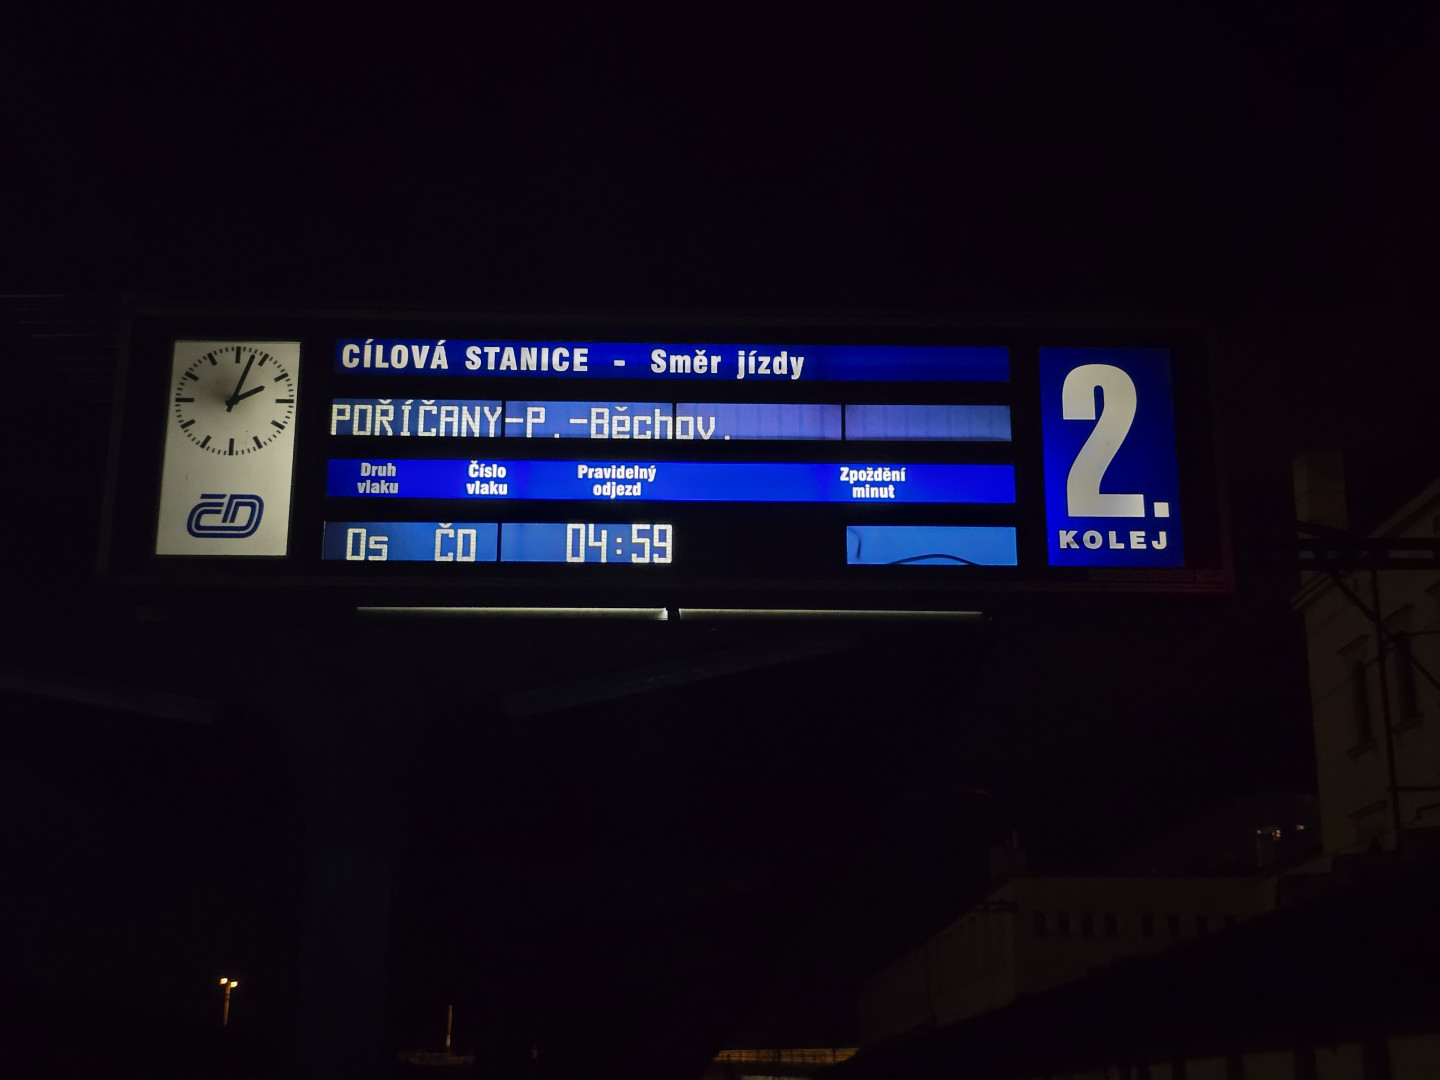 CÍLOVÁ STANICE - Směr jízdy
POŘÍČANY-P.-Běchov.
Druh vlaku Číslo vlaku Pravidelný odjezd Zpoždění minut
Os ČD 04:59
ČD
2.
KOLEJ